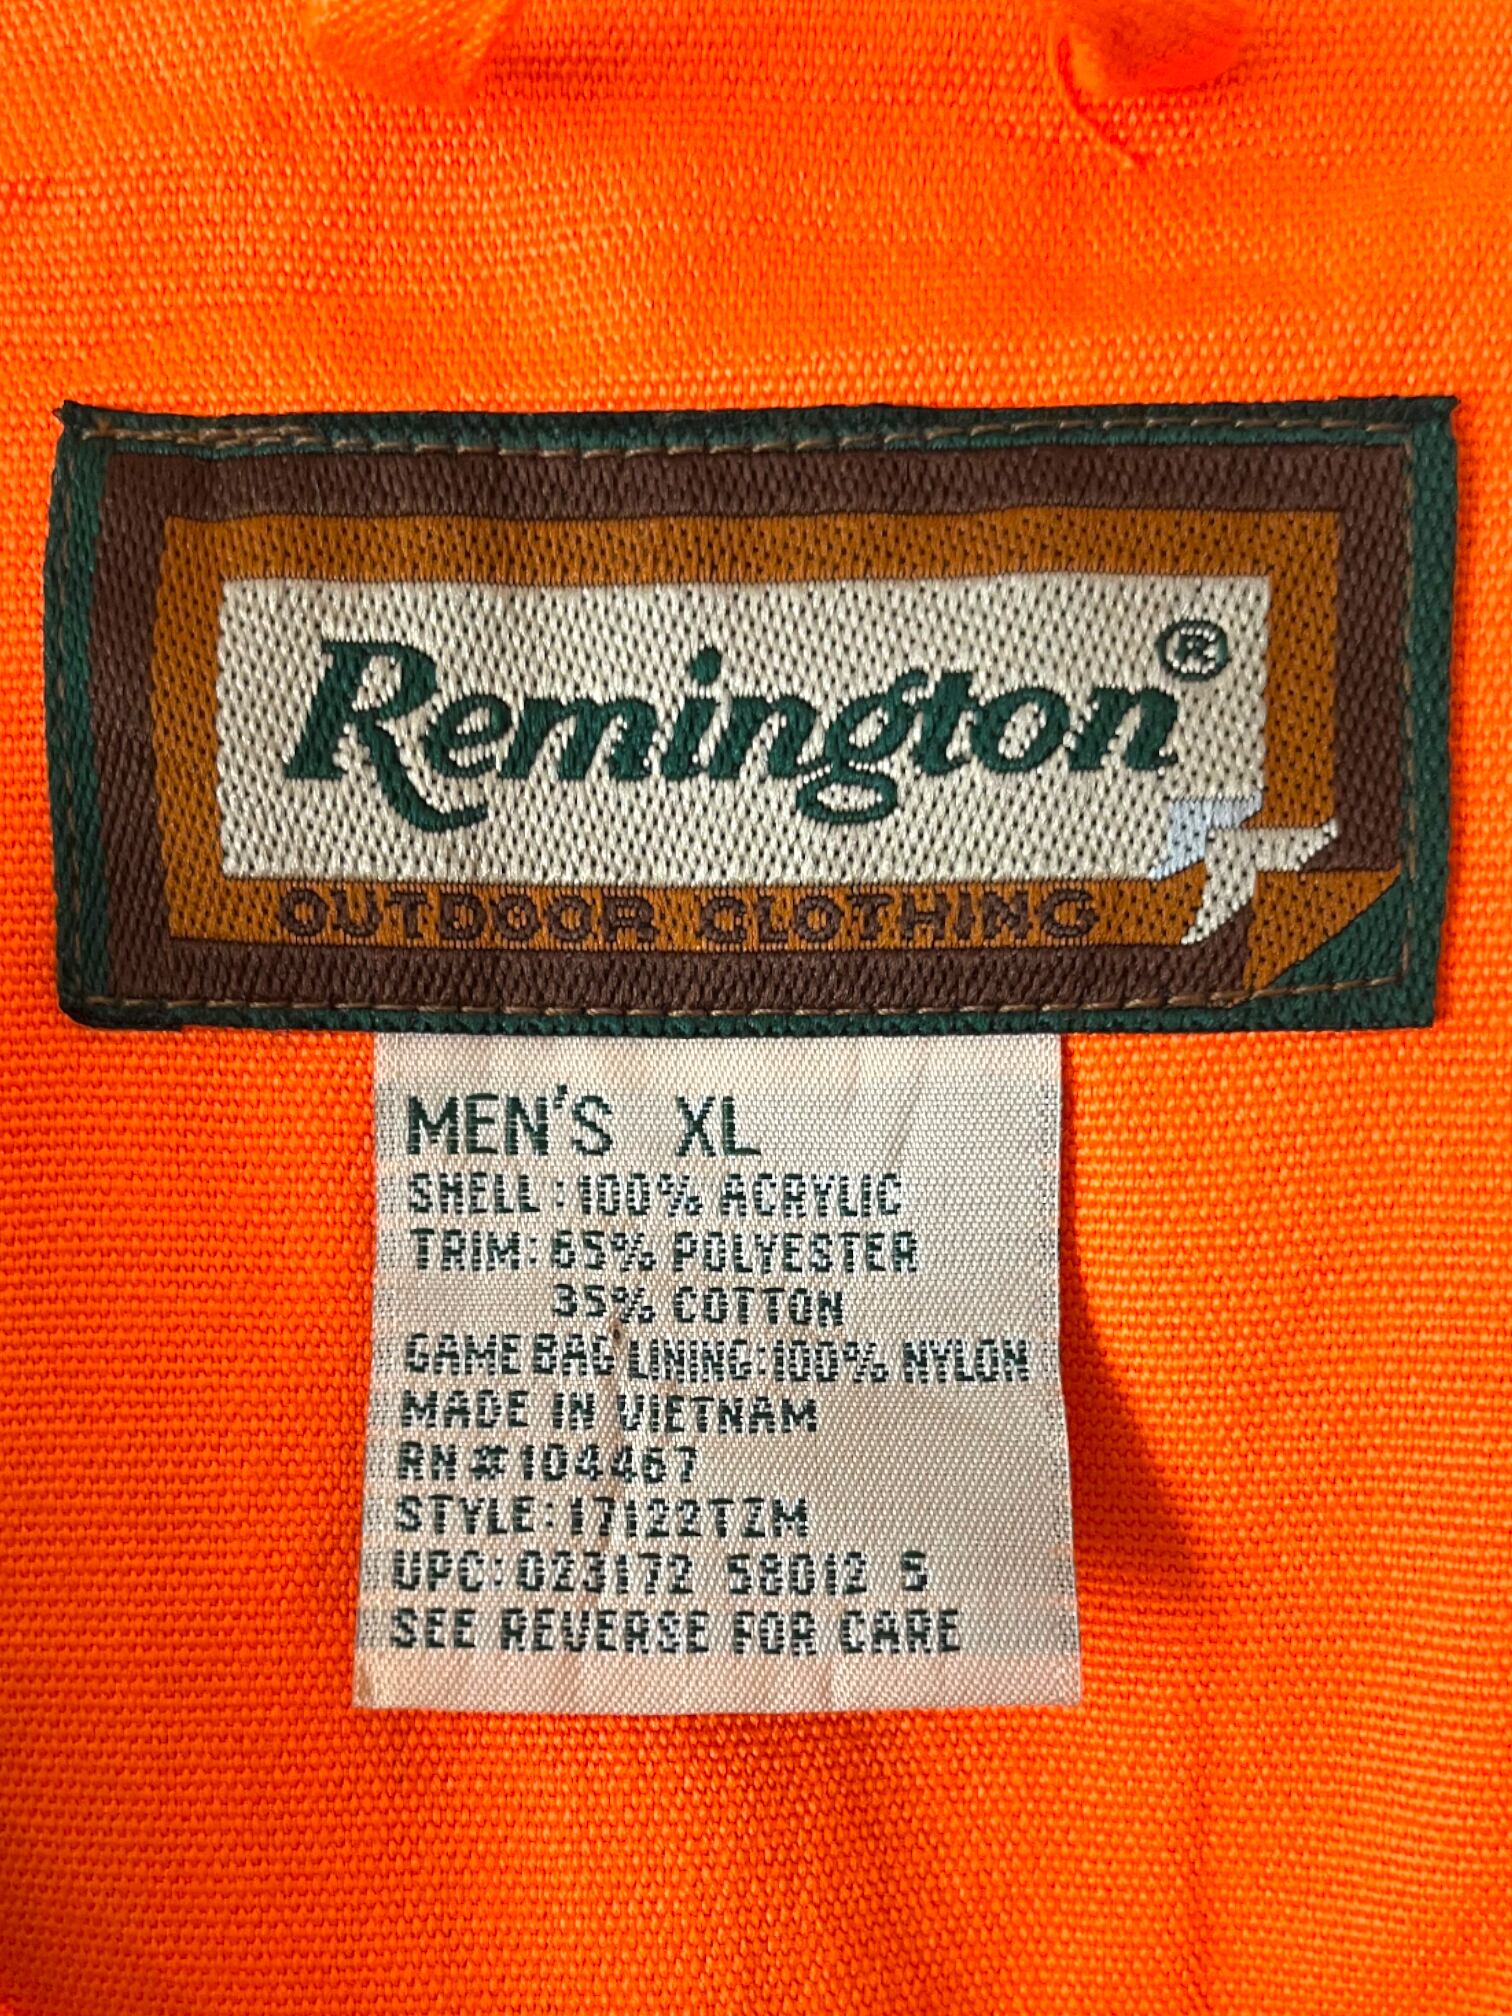 Remington®
OUTDOOR CLOTHING
MEN'S XL
SHELL: 100% ACRYLIC
TRIM: 65% POLYESTER
35% COTTON
GAME BAG LINING: 100% NYLON
MADE IN VIETNAM
RN # 104467
STYLE: 17122TZM
UPC: 023172 58012 5
SEE REVERSE FOR CARE